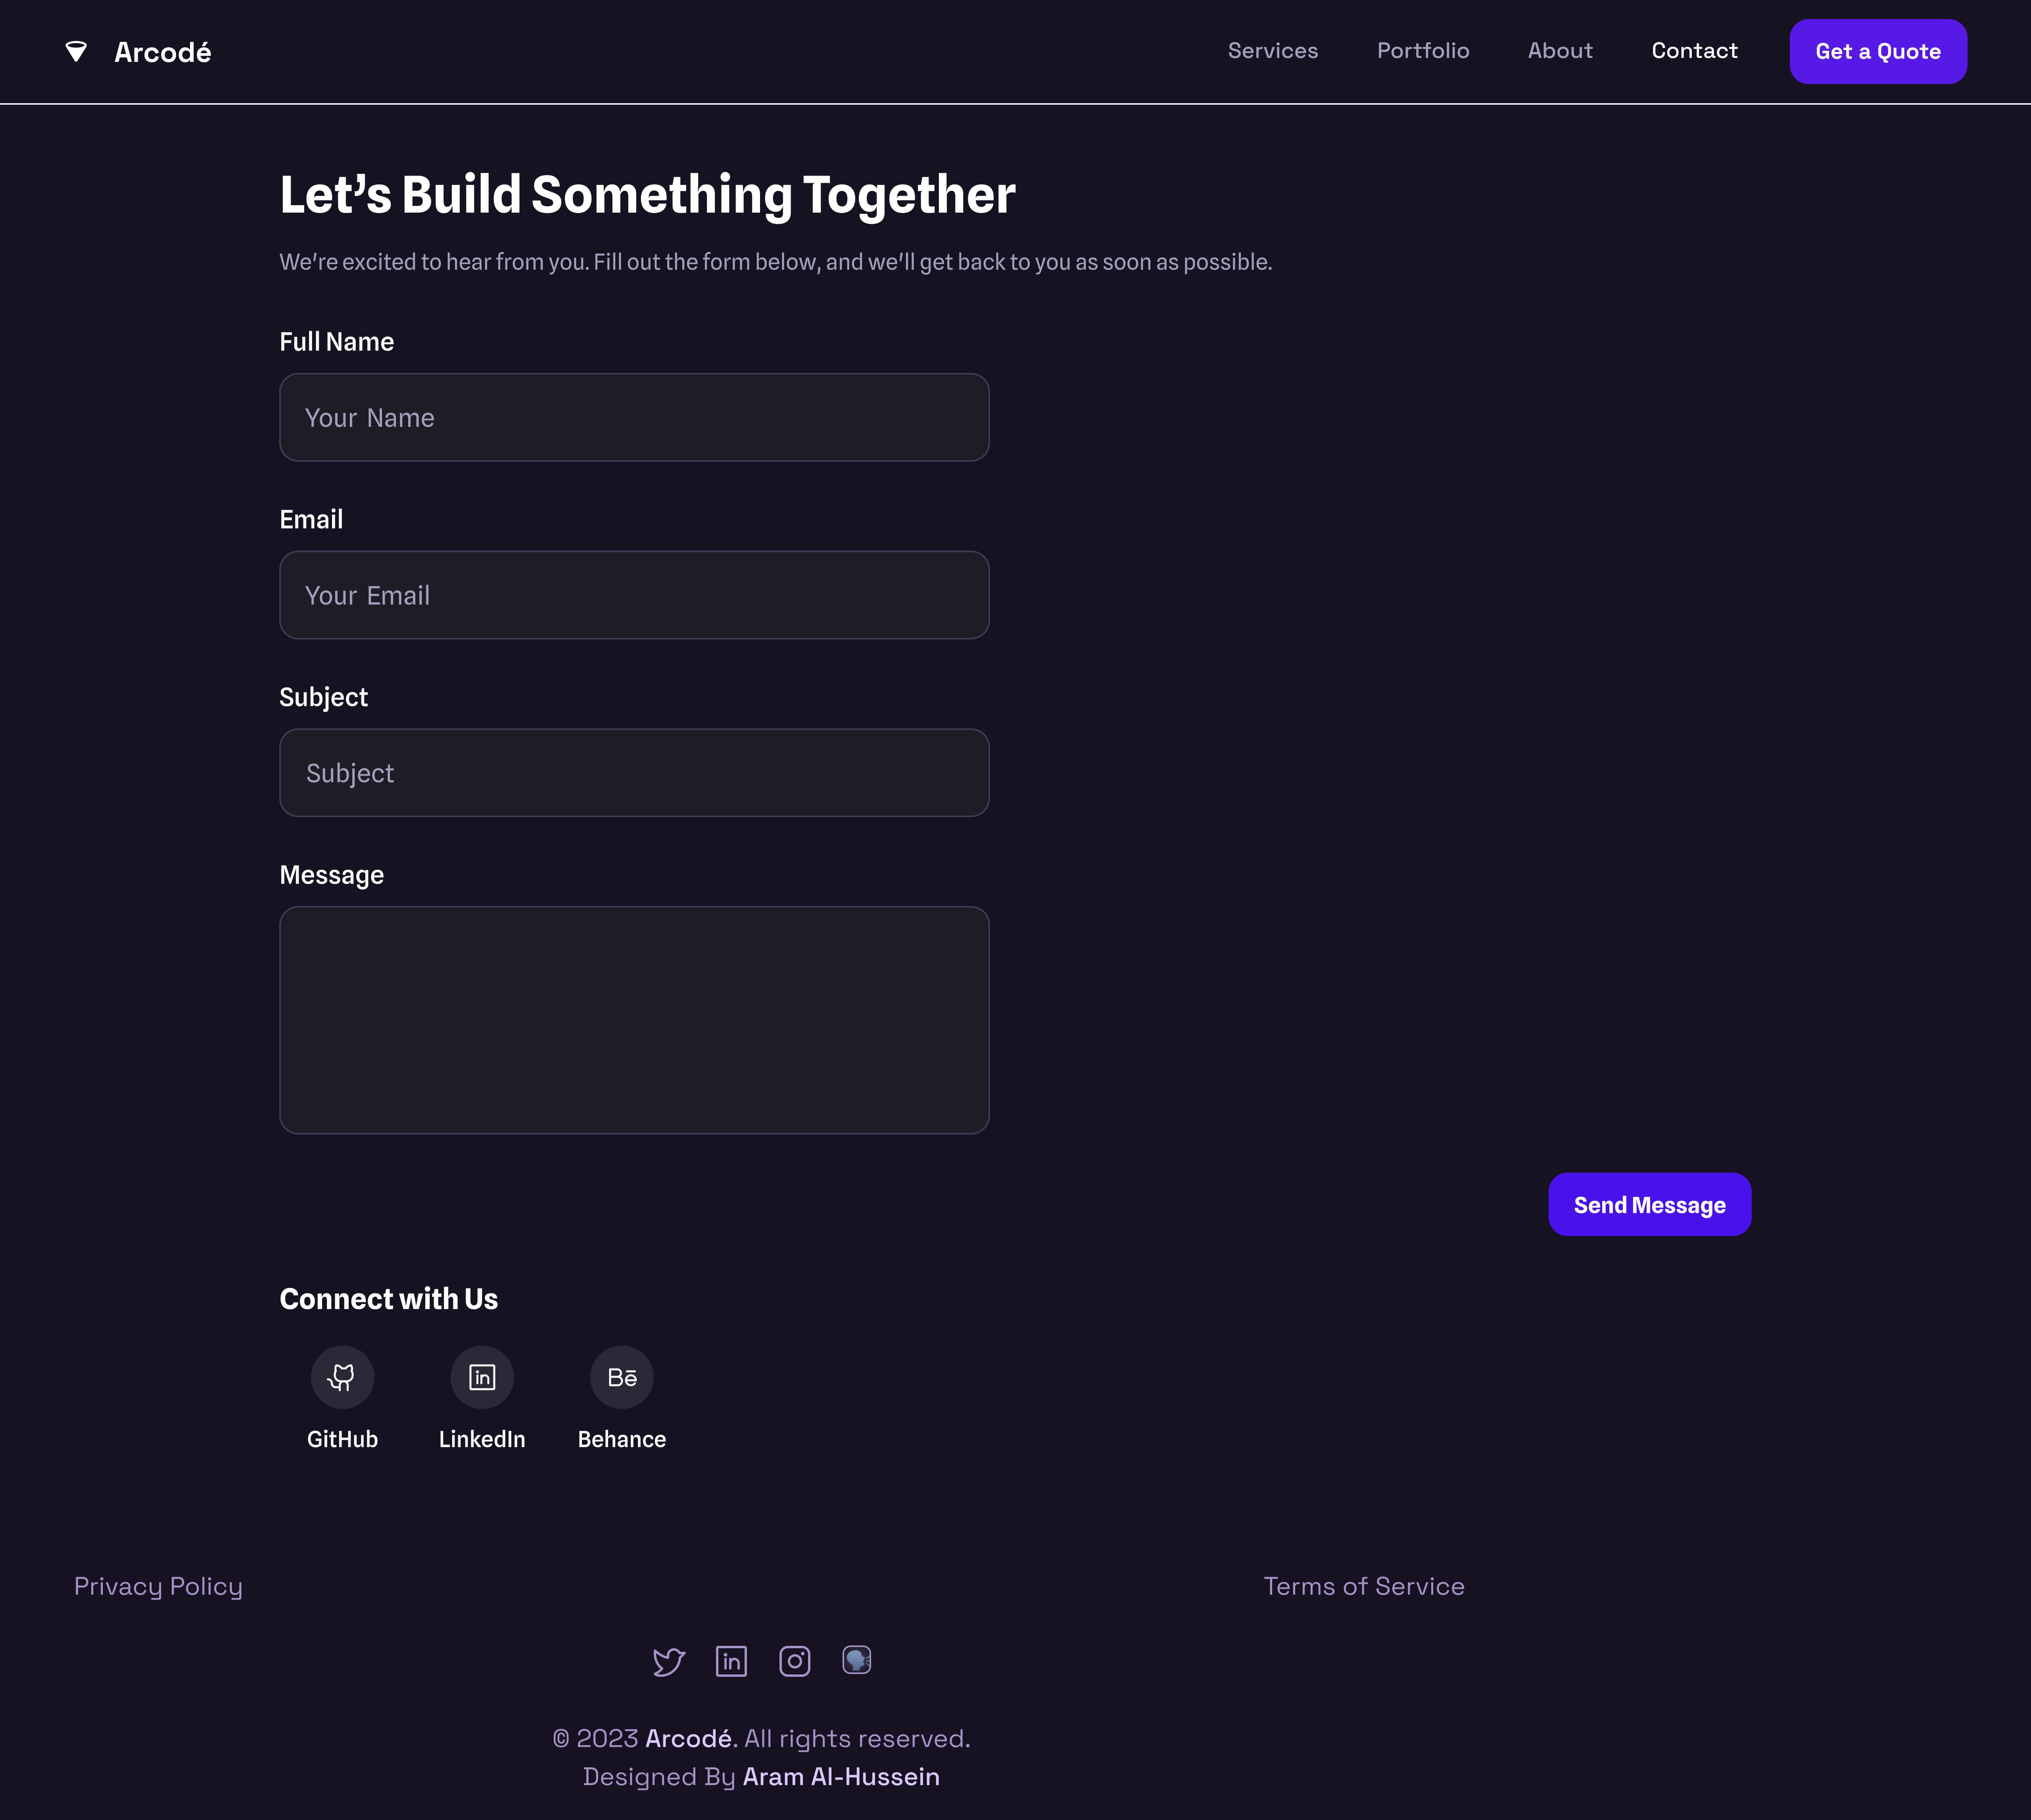 Arcodé
Services Portfolio About Contact Get a Quote
Let’s Build Something Together
We're excited to hear from you. Fill out the form below, and we'll get back to you as soon as possible.
Full Name
Your Name
Email
Your Email
Subject
Subject
Message
Send Message
Connect with Us
in Bē
GitHub LinkedIn Behance
Privacy Policy Terms of Service
in
© 2023 Arcodé. All rights reserved.
Designed By Aram Al-Hussein